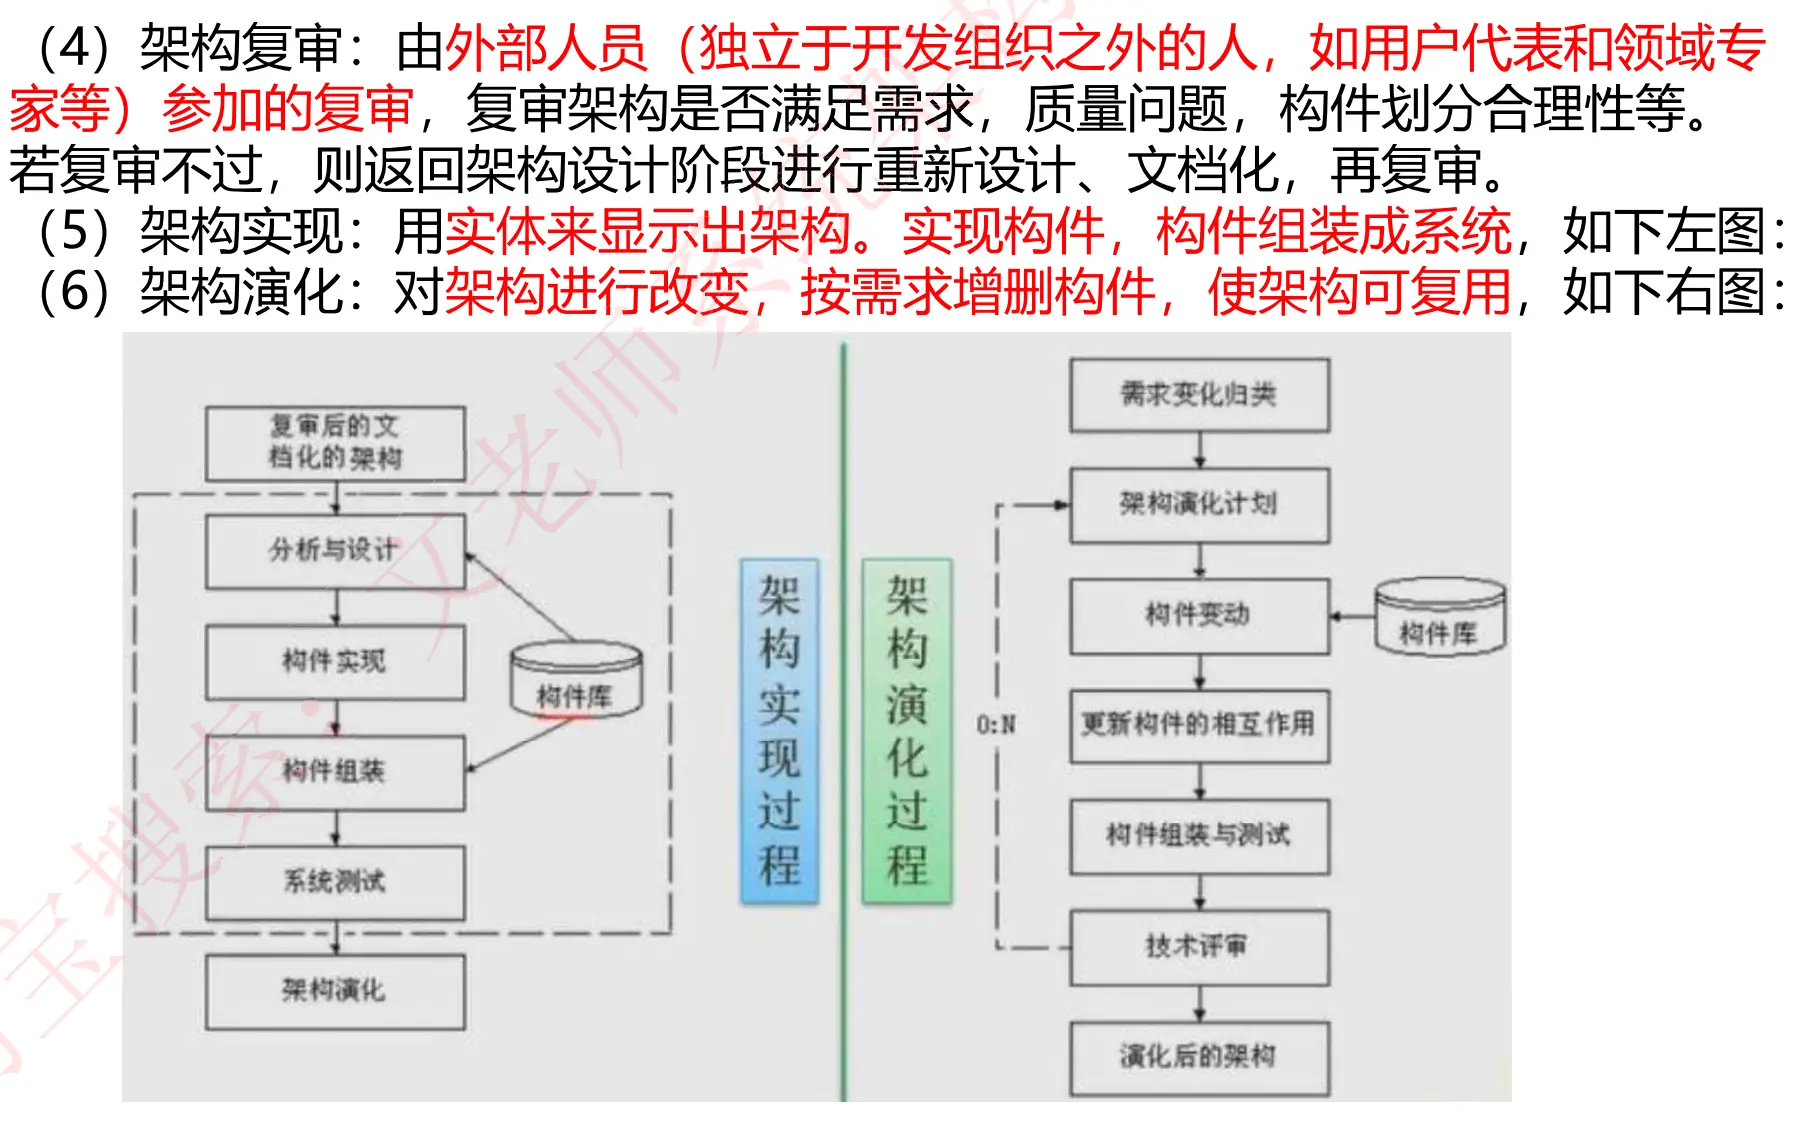 （4）架构复审：由外部人员（独立于开发组织之外的人，如用户代表和领域专
家等）参加的复审，复审架构是否满足需求，质量问题，构件划分合理性等。
若复审不过，则返回架构设计阶段进行重新设计、文档化，再复审。
（5）架构实现：用实体来显示出架构。实现构件，构件组装成系统，如下左图：
（6）架构演化：对架构进行改变，按需求增删构件，使架构可复用，如下右图：
复审后的文
档化的架构
分析与设计
构件实现
构件组装
系统测试
架构演化
构件库
架构实现过程
架构演化过程
需求变化归类
架构演化计划
构件变动
更新构件的相互作用
构件组装与测试
技术评审
演化后的架构
构件库
0:N
宝搜索：文老师系统架构